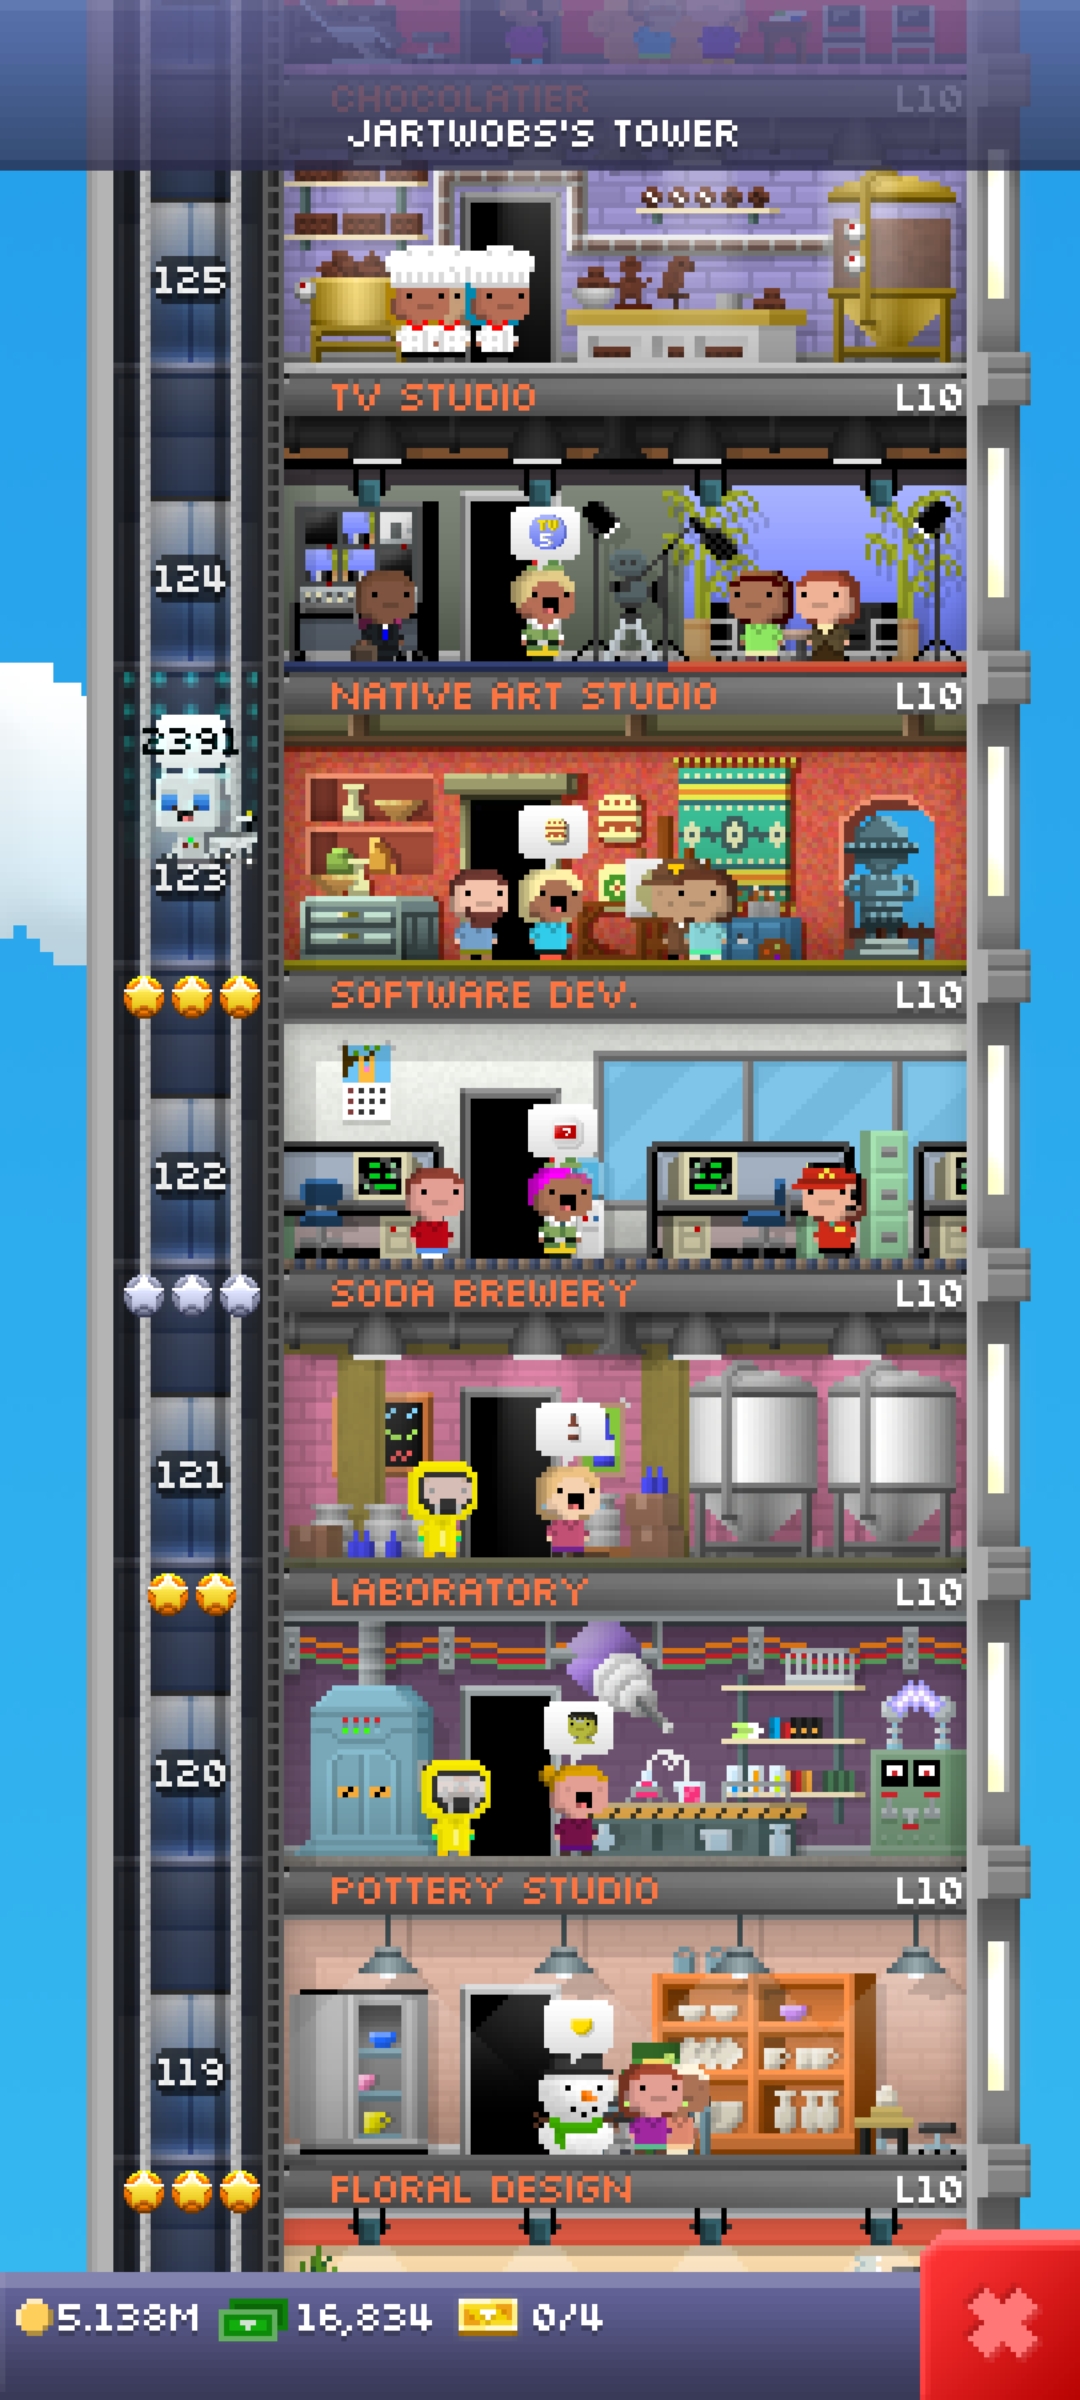 CHOCOLATIER L10
JARTWOBS'S TOWER
125
TV STUDIO L10
TV
5
124
NATIVE ART STUDIO L10
2391
123
SOFTWARE DEV. L10
?
122
SODA BREWERY L10
121
LABORATORY L10
120
POTTERY STUDIO L10
119
FLORAL DESIGN L10
5.138M 16,834 0/4